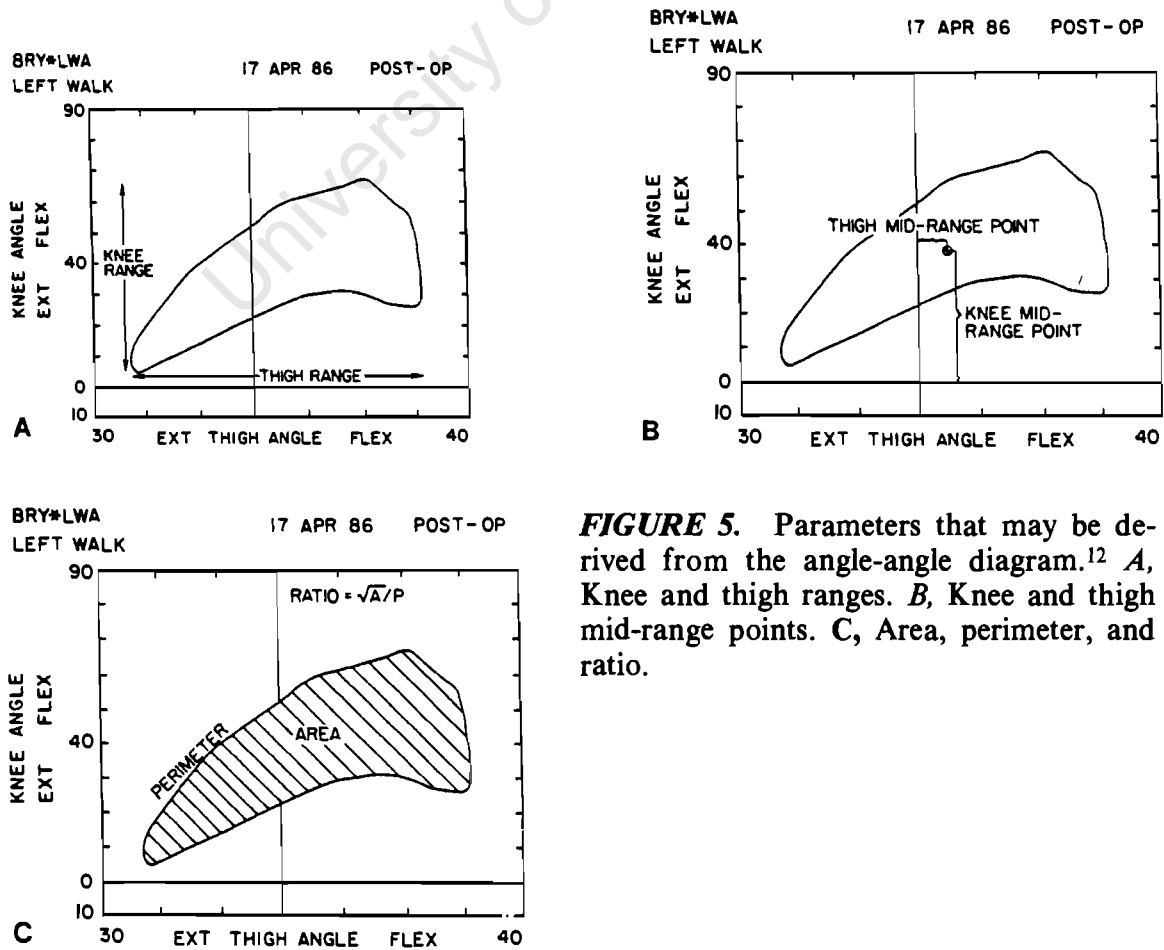 BRY*LWA
LEFT WALK
17 APR 86 POST-OP
90
40
0
10
KNEE ANGLE
EXT FLEX
KNEE
RANGE
THIGH RANGE
A
30 EXT THIGH ANGLE FLEX 40
BRY*LWA
LEFT WALK
17 APR 86 POST-OP
90
40
0
10
KNEE ANGLE
EXT FLEX
THIGH MID-RANGE POINT
KNEE MID-
RANGE POINT
B
30 EXT THIGH ANGLE FLEX 40
BRY*LWA
LEFT WALK
17 APR 86 POST-OP
90
40
0
10
KNEE ANGLE
EXT FLEX
RATIO = √A/P
PERIMETER
AREA
C
30 EXT THIGH ANGLE FLEX 40
FIGURE 5. Parameters that may be de-
rived from the angle-angle diagram.¹² A,
Knee and thigh ranges. B, Knee and thigh
mid-range points. C, Area, perimeter, and
ratio.
University o